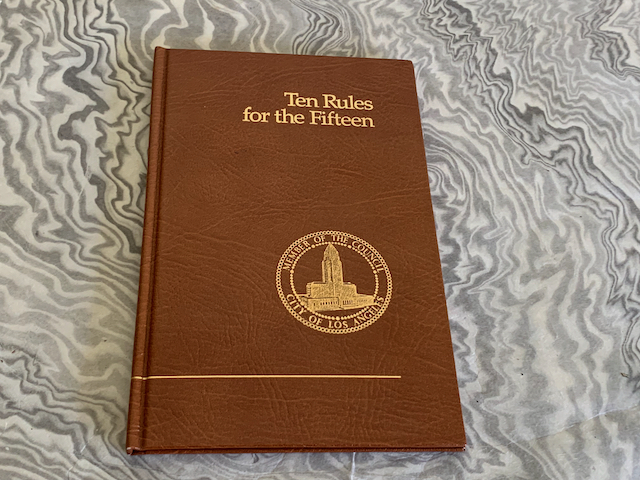 Ten Rules
for the Fifteen
MEMBER OF THE COUNCIL
CITY OF LOS ANGELES